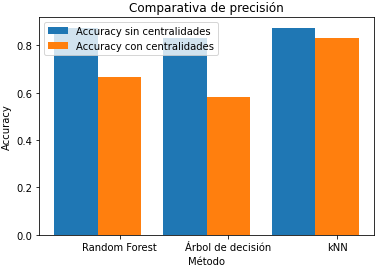 Comparativa de precisión
Accuracy sin centralidades
Accuracy con centralidades
0.8
0.6
0.4
0.2
0.0
Accuracy
Random Forest
Árbol de decisión
kNN
Método